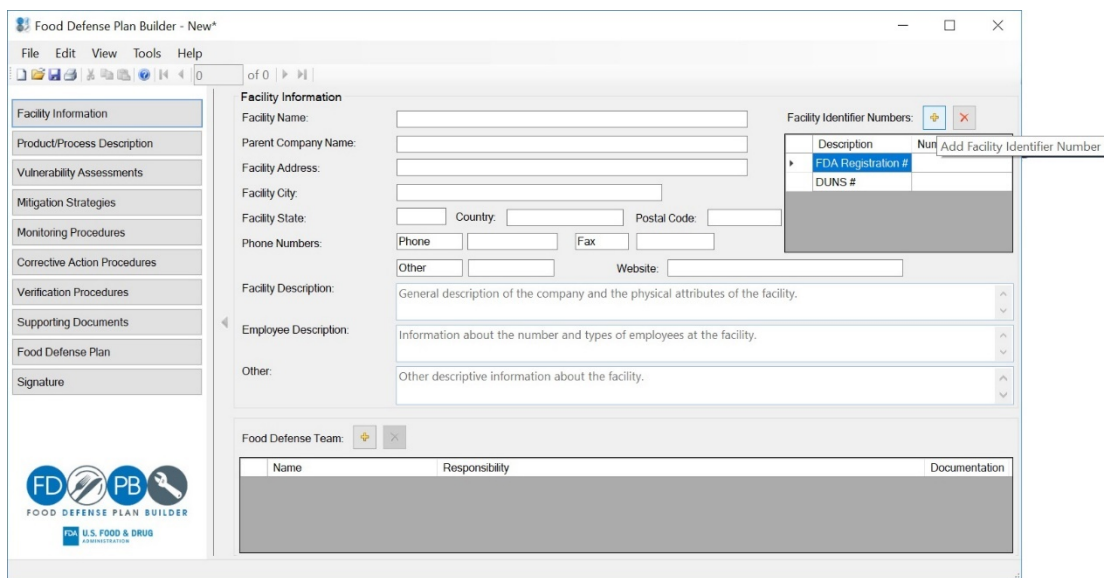 Food Defense Plan Builder - New*
File Edit View Tools Help
0 of 0
Facility Information
Product/Process Description
Vulnerability Assessments
Mitigation Strategies
Monitoring Procedures
Corrective Action Procedures
Verification Procedures
Supporting Documents
Food Defense Plan
Signature
FD PB
FOOD DEFENSE PLAN BUILDER
FDA U.S. FOOD & DRUG
ADMINISTRATION
Facility Information
Facility Name:
Parent Company Name:
Facility Address:
Facility City:
Facility State: Country: Postal Code:
Phone Numbers: Phone Fax
Other Website:
Facility Identifier Numbers:
Add Facility Identifier Number
Description Num
FDA Registration #
DUNS #
Facility Description: General description of the company and the physical attributes of the facility.
Employee Description: Information about the number and types of employees at the facility.
Other: Other descriptive information about the facility.
Food Defense Team:
Name Responsibility Documentation